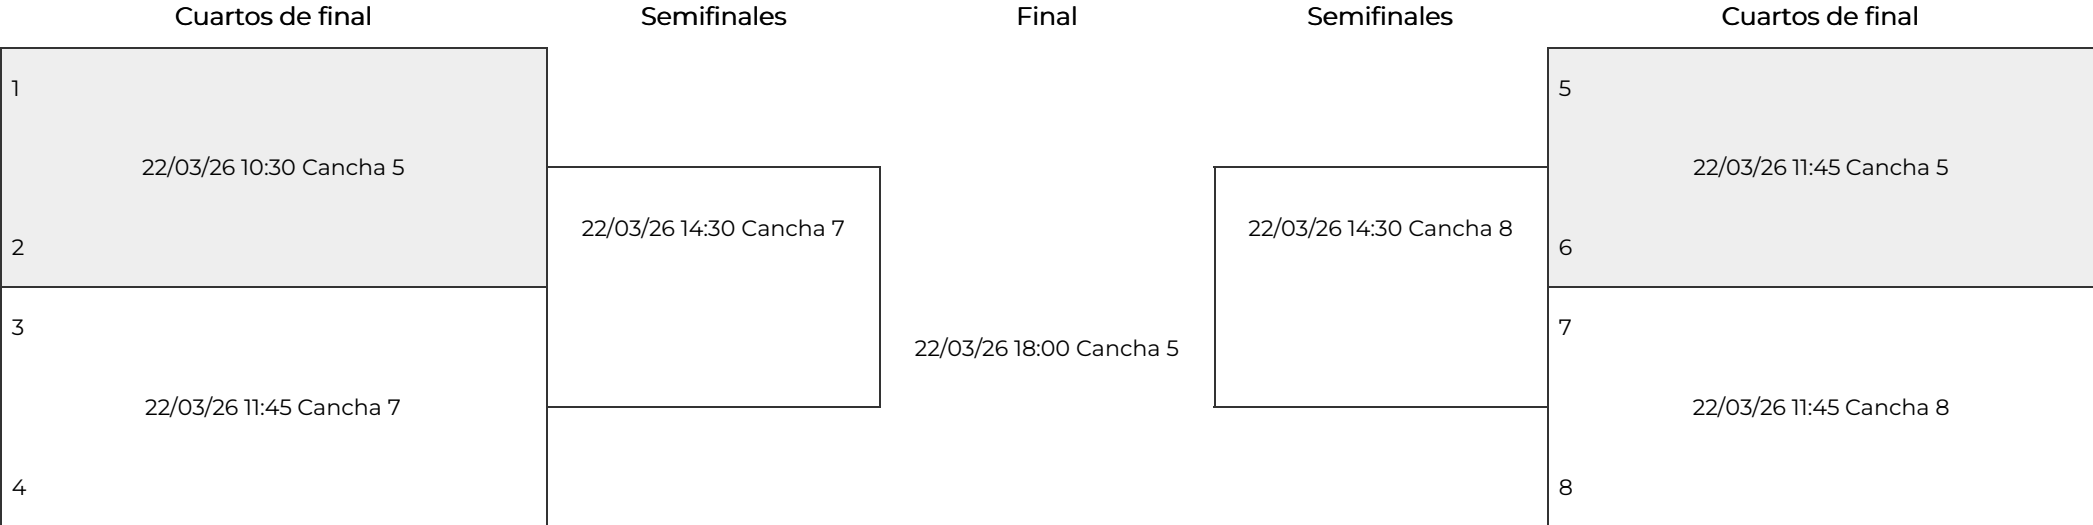 Cuartos de final
Semifinales
Final
Semifinales
Cuartos de final
1
22/03/26 10:30 Cancha 5
2
3
22/03/26 11:45 Cancha 7
4
22/03/26 14:30 Cancha 7
22/03/26 18:00 Cancha 5
22/03/26 14:30 Cancha 8
5
22/03/26 11:45 Cancha 5
6
7
22/03/26 11:45 Cancha 8
8